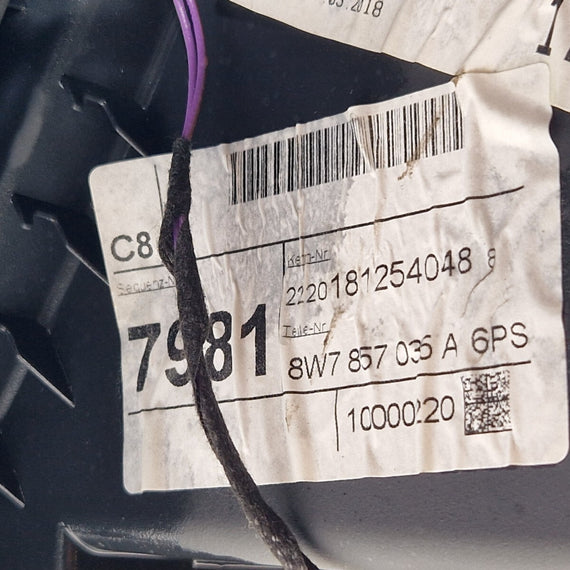 .03.2018
C8
Kenn-Nr
2220181254048 8
Sequenz-Nr
7981
Teile-Nr
8W7 857 035 A 6PS
10000220